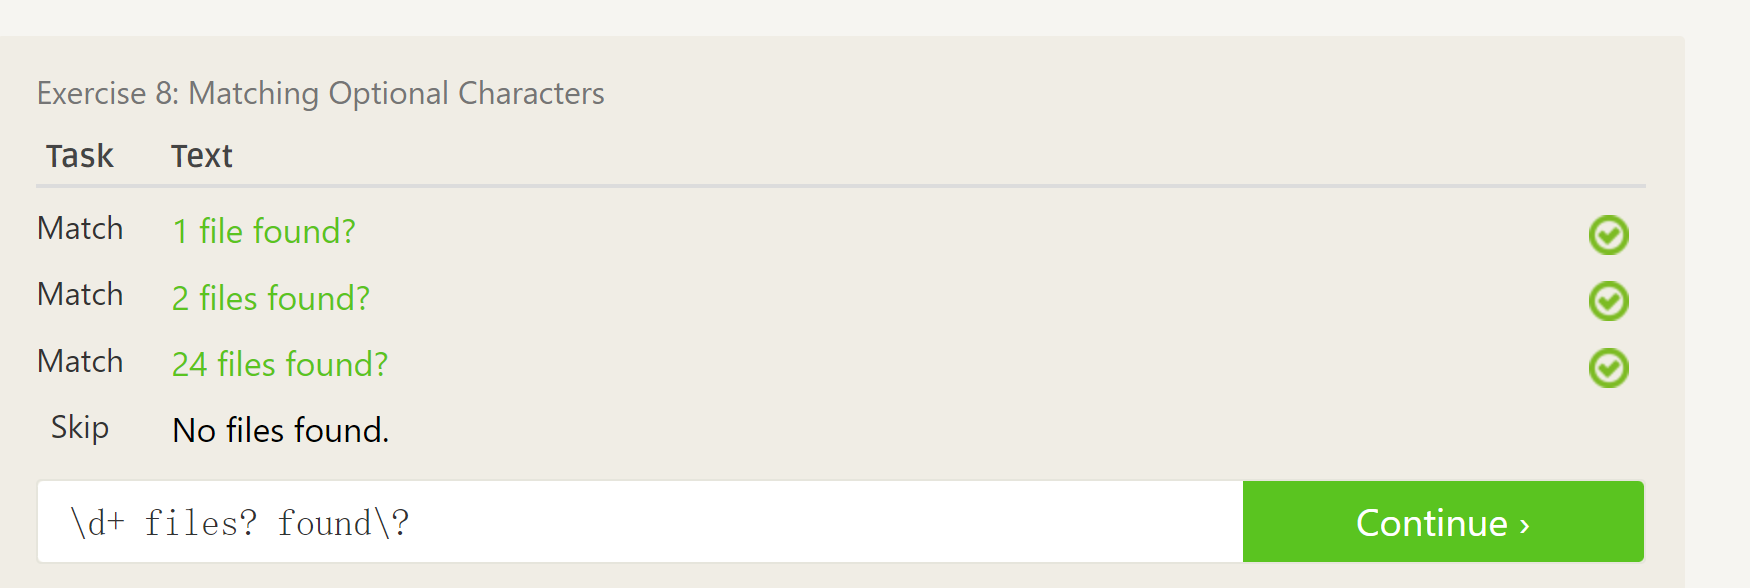 Exercise 8: Matching Optional Characters
Task Text
Match 1 file found?
Match 2 files found?
Match 24 files found?
Skip No files found.
\d+ files? found\? Continue ›